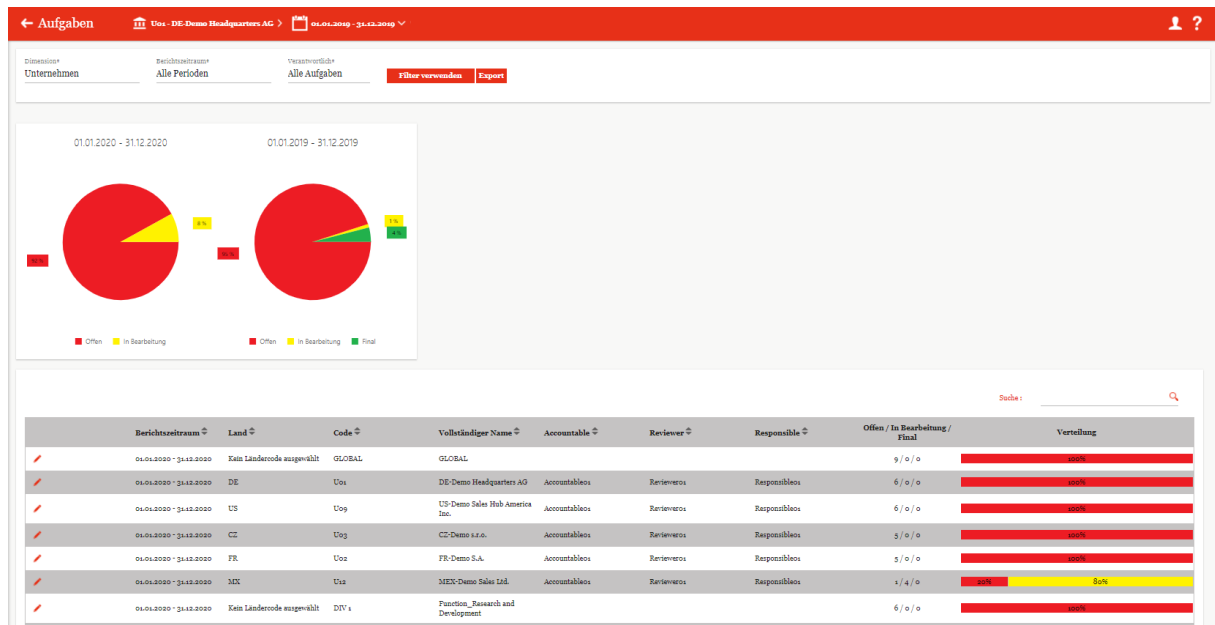 Aufgaben U01 - DE-Demo Headquarters AG 01.01.2019 - 31.12.2019 ?
Dimension* Berichtszeitraum* Verantwortlich*
Unternehmen Alle Perioden Alle Aufgaben Filter verwenden Export
01.01.2020 - 31.12.2020 01.01.2019 - 31.12.2019
8 % 1 %
4 %
92 %
Offen In Bearbeitung Offen In Bearbeitung Final
Suche :
Berichtszeitraum Land Code Vollständiger Name Accountable Reviewer Responsible Offen / In Bearbeitung / Verteilung
Final
01.01.2020 - 31.12.2020 Kein Ländercode ausgewählt GLOBAL GLOBAL 9 / 0 / 0 100%
01.01.2020 - 31.12.2020 DE U01 DE-Demo Headquarters AG Accountable01 Reviewer01 Responsible01 6 / 0 / 0 100%
01.01.2020 - 31.12.2020 US U09 US-Demo Sales Hub America Accountable01 Reviewer01 Responsible01 6 / 0 / 0 100%
Inc.
01.01.2020 - 31.12.2020 CZ U03 CZ-Demo s.r.o. Accountable01 Reviewer01 Responsible01 5 / 0 / 0 100%
01.01.2020 - 31.12.2020 FR U02 FR-Demo S.A. Accountable01 Reviewer01 Responsible01 5 / 0 / 0 100%
01.01.2020 - 31.12.2020 MX U12 MEX-Demo Sales Ltd. Accountable01 Reviewer01 Responsible01 1 / 4 / 0 20% 80%
01.01.2020 - 31.12.2020 Kein Ländercode ausgewählt DIV 1 Function_Research and 6 / 0 / 0 100%
Development